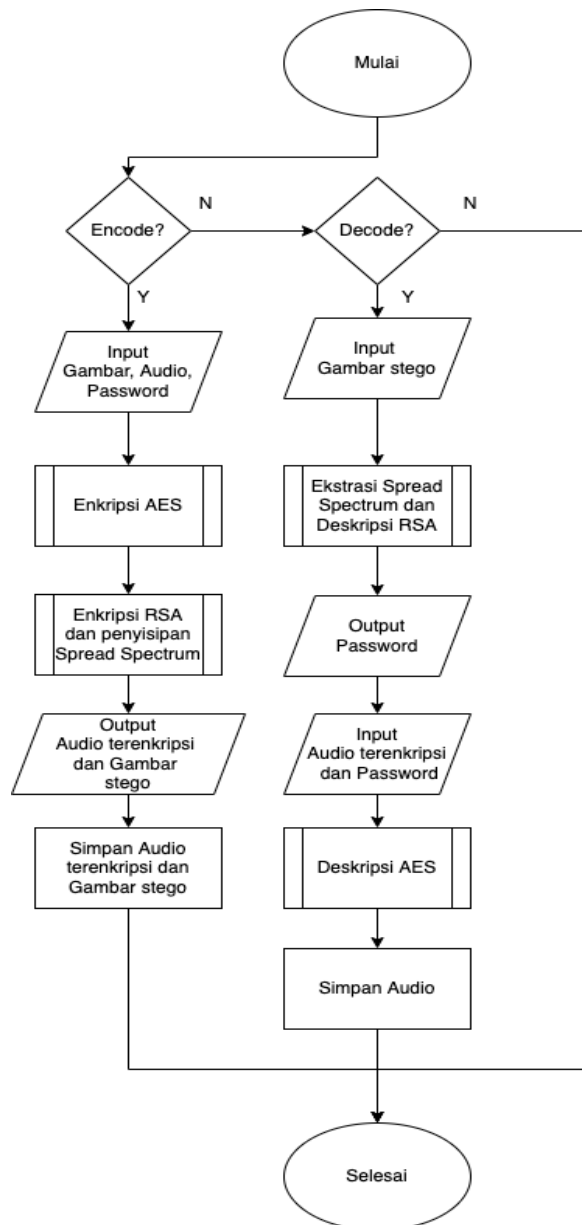 Mulai
Encode?
N
Decode?
N
Y
Y
Input
Gambar, Audio,
Password
Input
Gambar stego
Enkripsi AES
Ekstrasi Spread
Spectrum dan
Deskripsi RSA
Enkripsi RSA
dan penyisipan
Spread Spectrum
Output
Password
Output
Audio terenkripsi
dan Gambar
stego
Input
Audio terenkripsi
dan Password
Simpan Audio
terenkripsi dan
Gambar stego
Deskripsi AES
Simpan Audio
Selesai